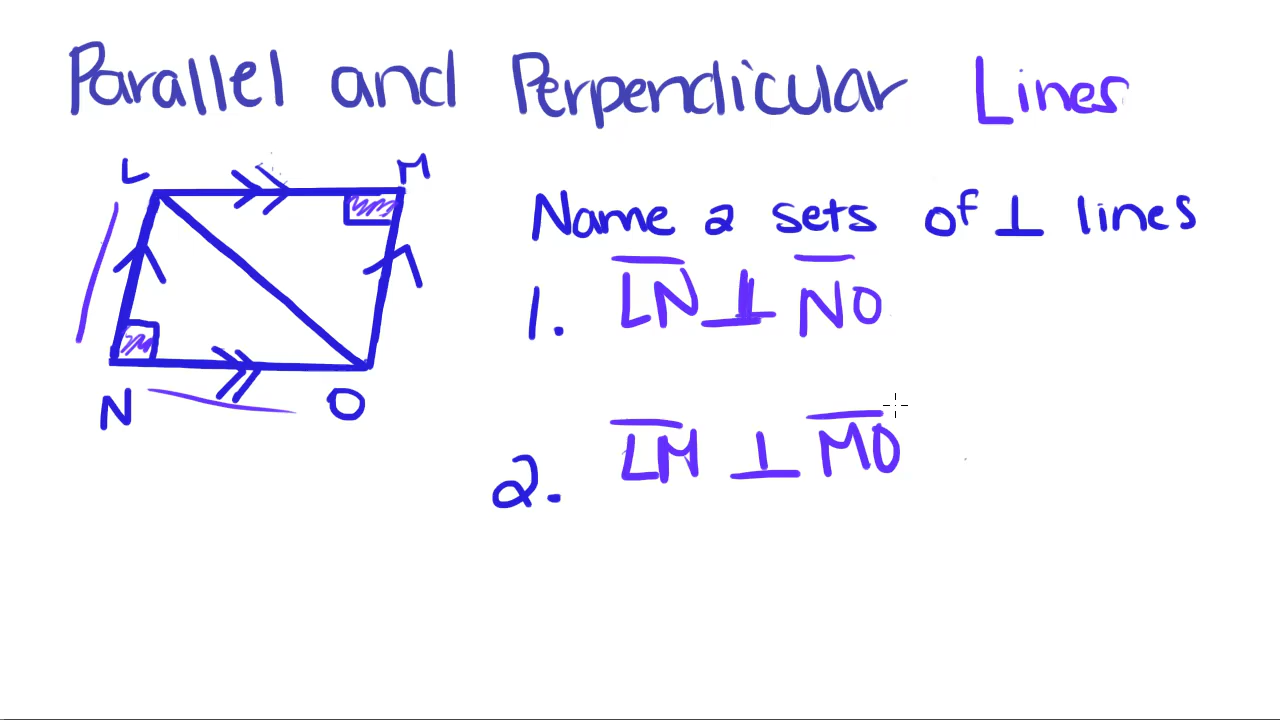 Parallel and Perpendicular Lines
L M
Name 2 sets of ⊥ lines
1. L̅N̅ ⊥ N̅O̅
N O
2. L̅M̅ ⊥ M̅O̅